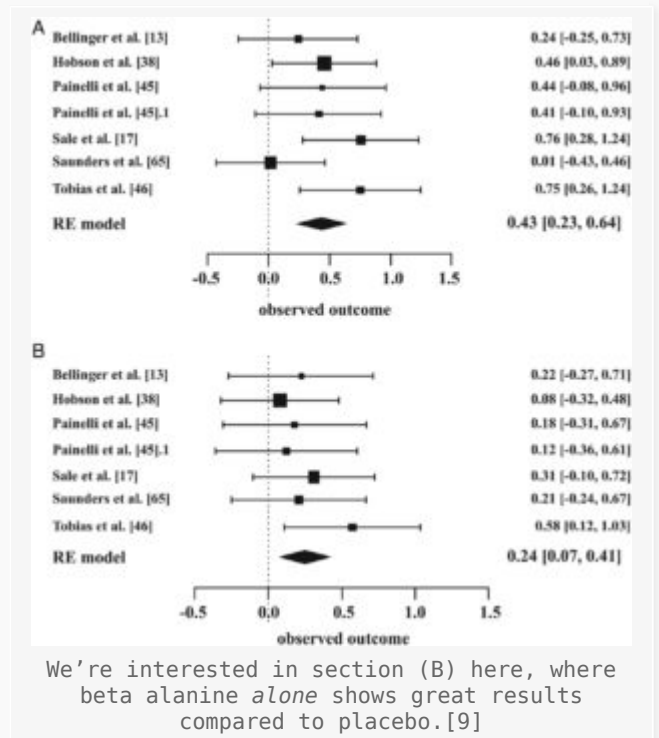 A
Bellinger et al. [13] 0.24 [-0.25, 0.73]
Hobson et al. [38] 0.46 [0.03, 0.89]
Painelli et al. [45] 0.44 [-0.08, 0.96]
Painelli et al. [45].1 0.41 [-0.10, 0.93]
Sale et al. [17] 0.76 [0.28, 1.24]
Saunders et al. [65] 0.01 [-0.43, 0.46]
Tobias et al. [46] 0.75 [0.26, 1.24]
RE model 0.43 [0.23, 0.64]
-0.5 0.0 0.5 1.0 1.5
observed outcome
B
Bellinger et al. [13] 0.22 [-0.27, 0.71]
Hobson et al. [38] 0.08 [-0.32, 0.48]
Painelli et al. [45] 0.18 [-0.31, 0.67]
Painelli et al. [45].1 0.12 [-0.36, 0.61]
Sale et al. [17] 0.31 [-0.10, 0.72]
Saunders et al. [65] 0.21 [-0.24, 0.67]
Tobias et al. [46] 0.58 [0.12, 1.03]
RE model 0.24 [0.07, 0.41]
-0.5 0.0 0.5 1.0 1.5
observed outcome
We're interested in section (B) here, where
beta alanine alone shows great results
compared to placebo.[9]